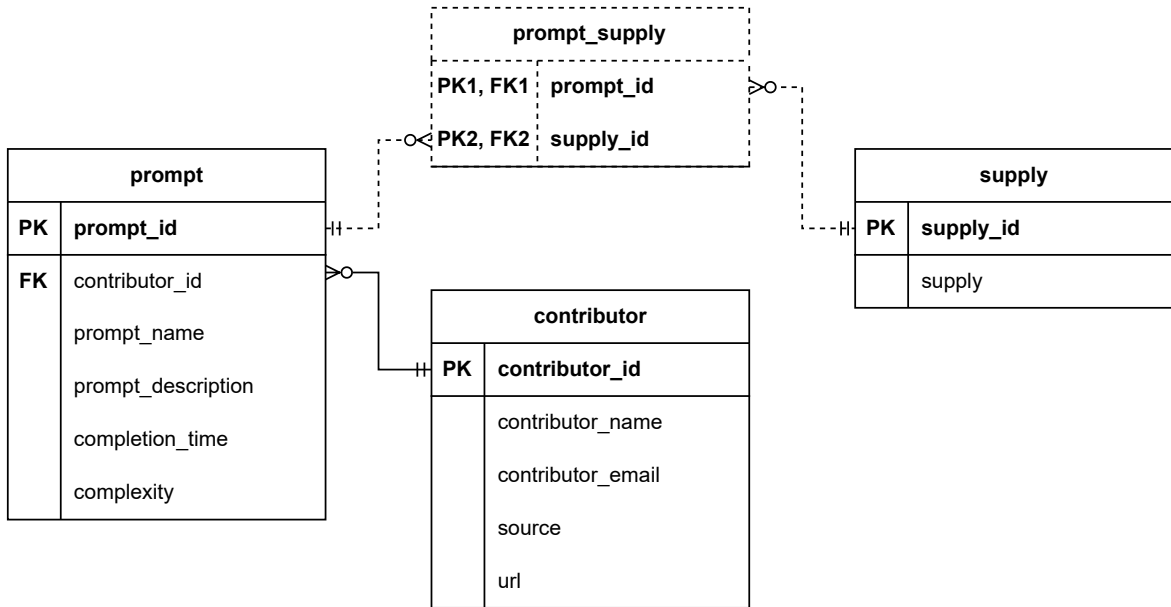 prompt_supply
PK1, FK1 prompt_id
PK2, FK2 supply_id
prompt
PK prompt_id
FK contributor_id
prompt_name
prompt_description
completion_time
complexity
contributor
PK contributor_id
contributor_name
contributor_email
source
url
supply
PK supply_id
supply